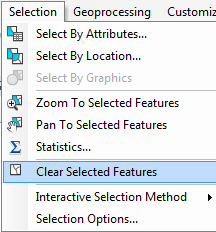 Selection Geoprocessing Customiz
Select By Attributes...
Select By Location...
Select By Graphics
Zoom To Selected Features
Pan To Selected Features
Statistics...
Clear Selected Features
Interactive Selection Method
Selection Options...